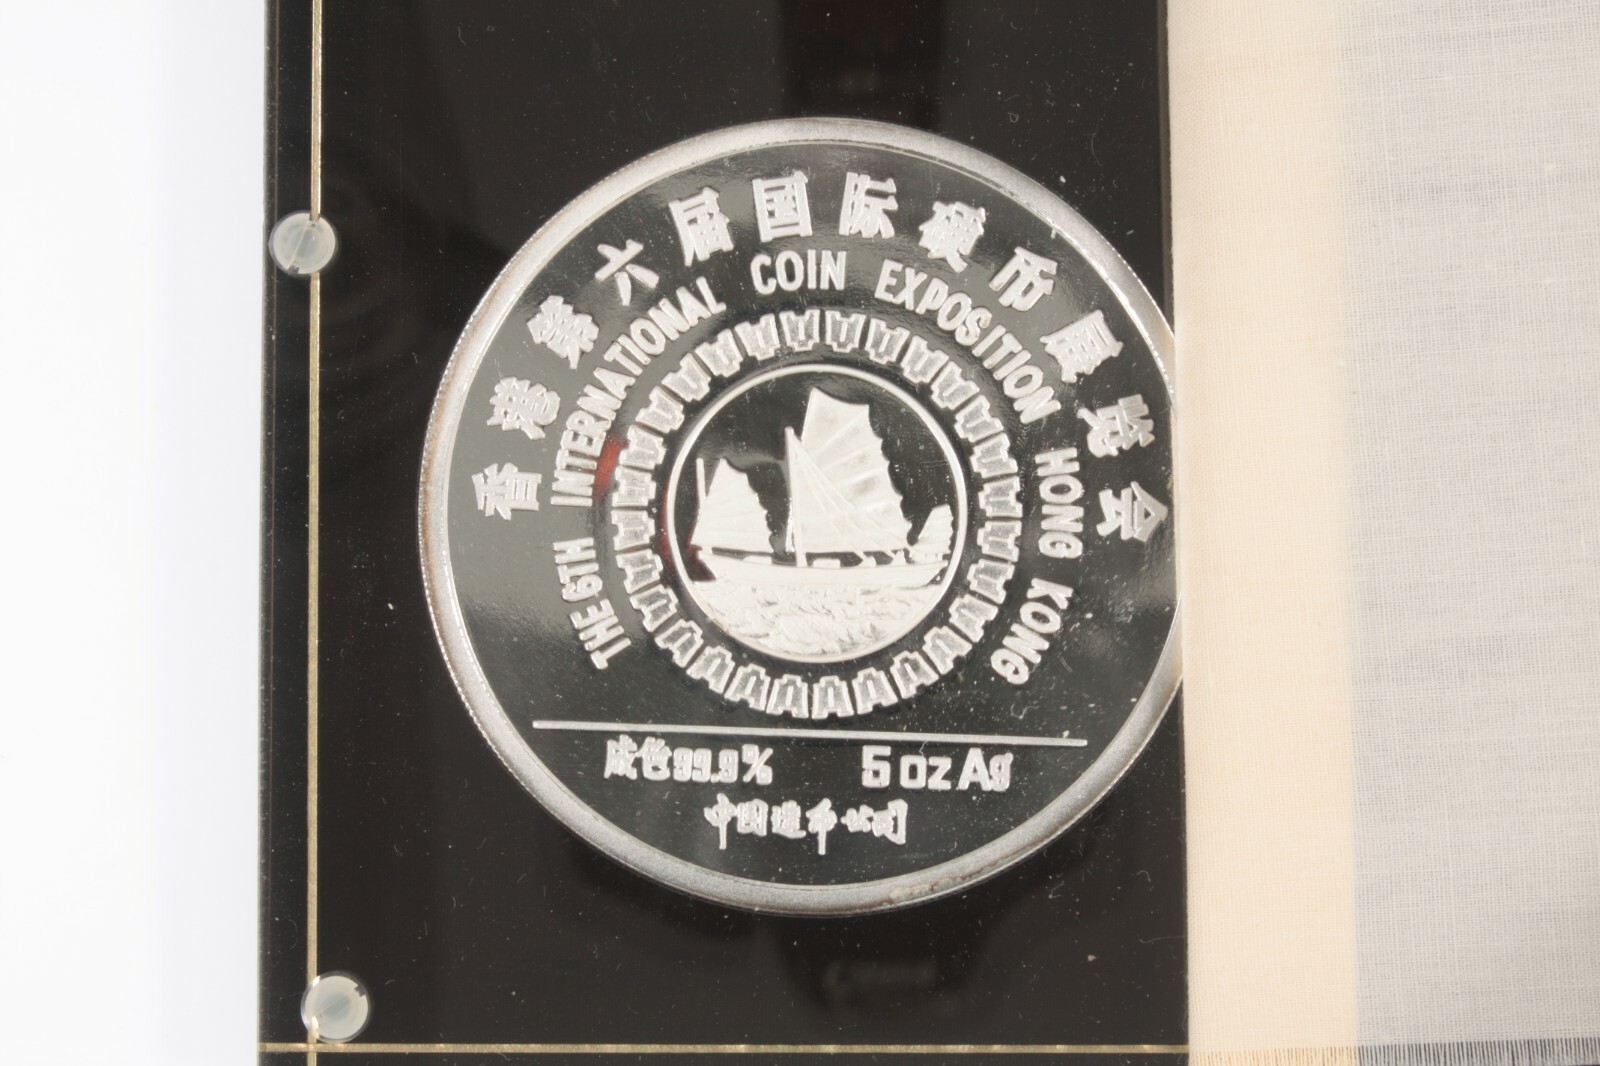 香港第六届国际硬币展览会
THE 6TH INTERNATIONAL COIN EXPOSITION HONG KONG
成色99.9% 5 oz Ag
中国造币公司